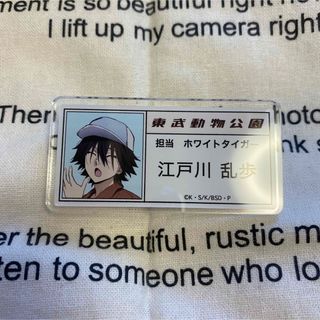 ment is so beautiful right no
I lift up my camera right
東武動物公園
担当 ホワイトタイガー
江戸川 乱歩
©K・S/K/BSD・P
er the beautiful, rustic m
ten to someone who lo